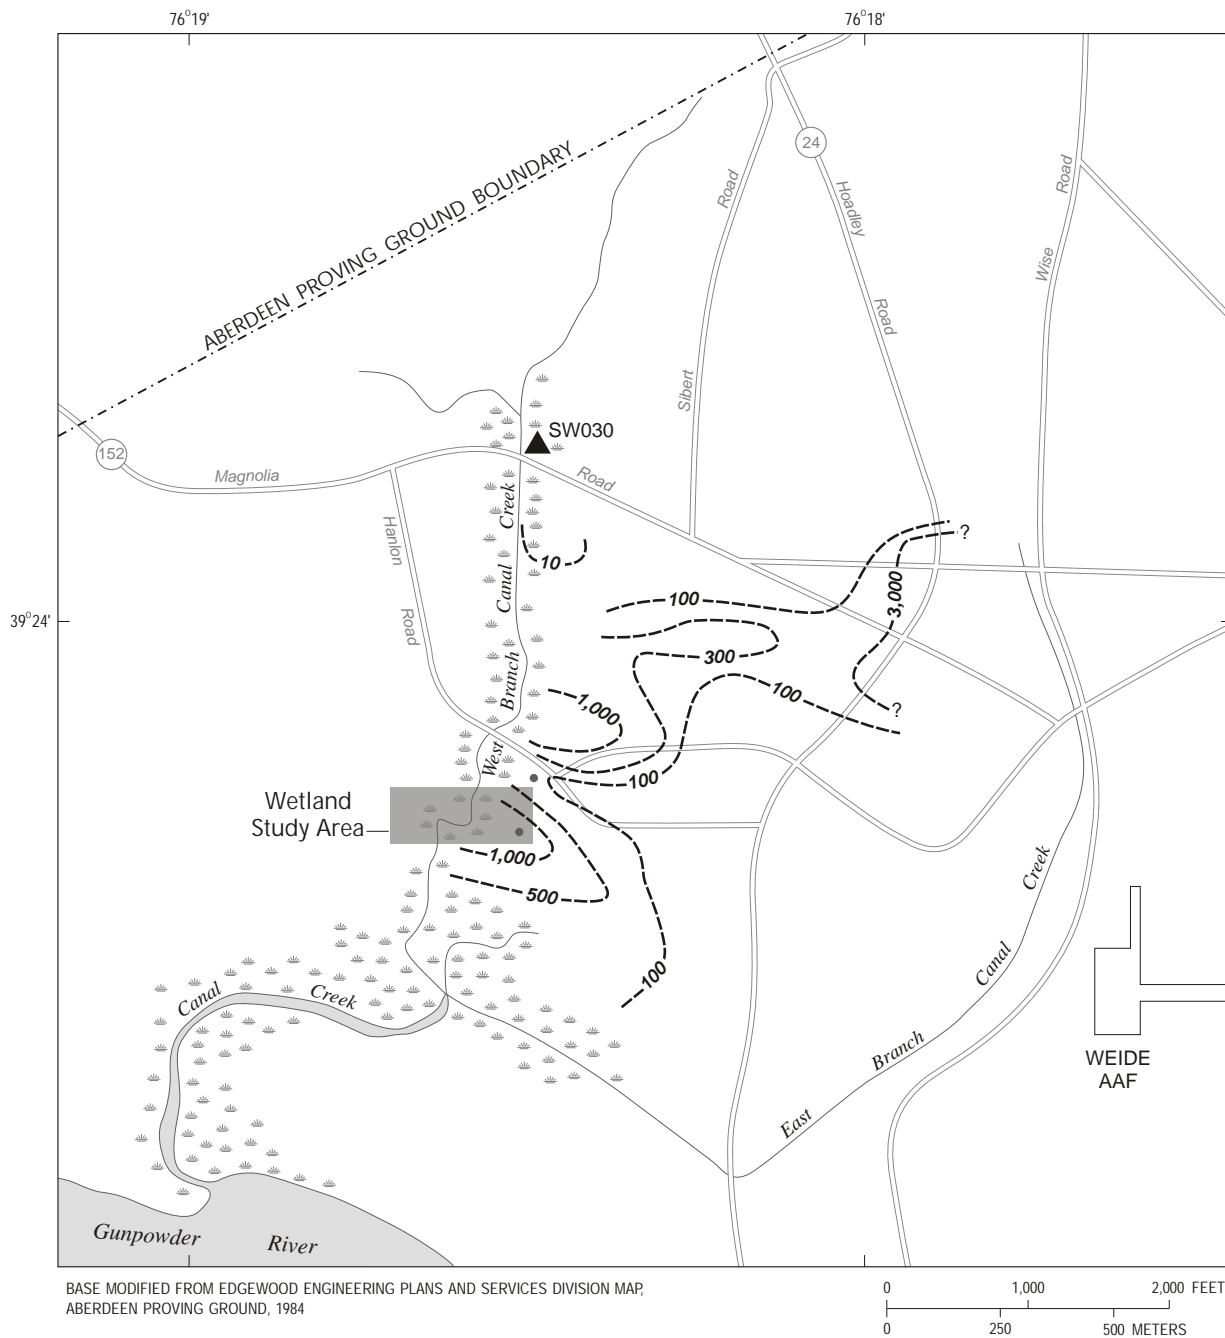 76°19'
76°18'
24
Hoadley
Road
Road
Sibert
Road
Wise
ABERDEEN PROVING GROUND BOUNDARY
SW030
152
Magnolia
Road
Hanlon
Road
West Branch Canal Creek
10
39°24'
100
3,000
?
300
100
?
1,000
100
Wetland
Study Area
1,000
500
100
Canal Creek
East Branch Canal Creek
WEIDE
AAF
Gunpowder River
BASE MODIFIED FROM EDGEWOOD ENGINEERING PLANS AND SERVICES DIVISION MAP,
ABERDEEN PROVING GROUND, 1984
0 1,000 2,000 FEET
0 250 500 METERS